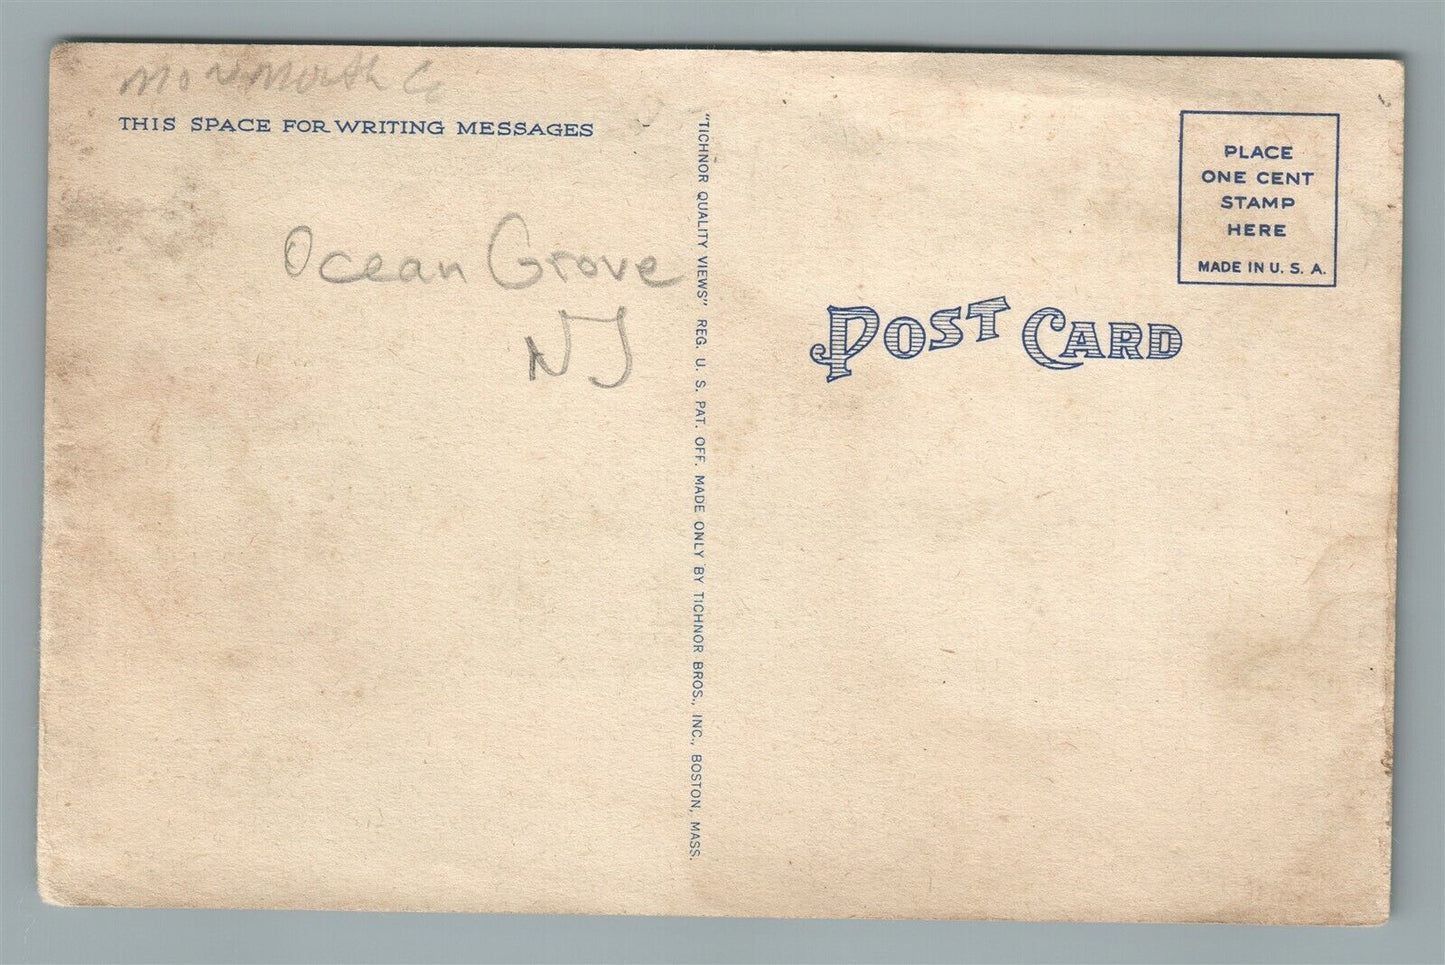 Monmouth Co
THIS SPACE FOR WRITING MESSAGES
Ocean Grove
NJ
"TICHNOR QUALITY VIEWS" REG. U. S. PAT. OFF. MADE ONLY BY TICHNOR BROS., INC., BOSTON, MASS.
PLACE
ONE CENT
STAMP
HERE
MADE IN U. S. A.
POST CARD